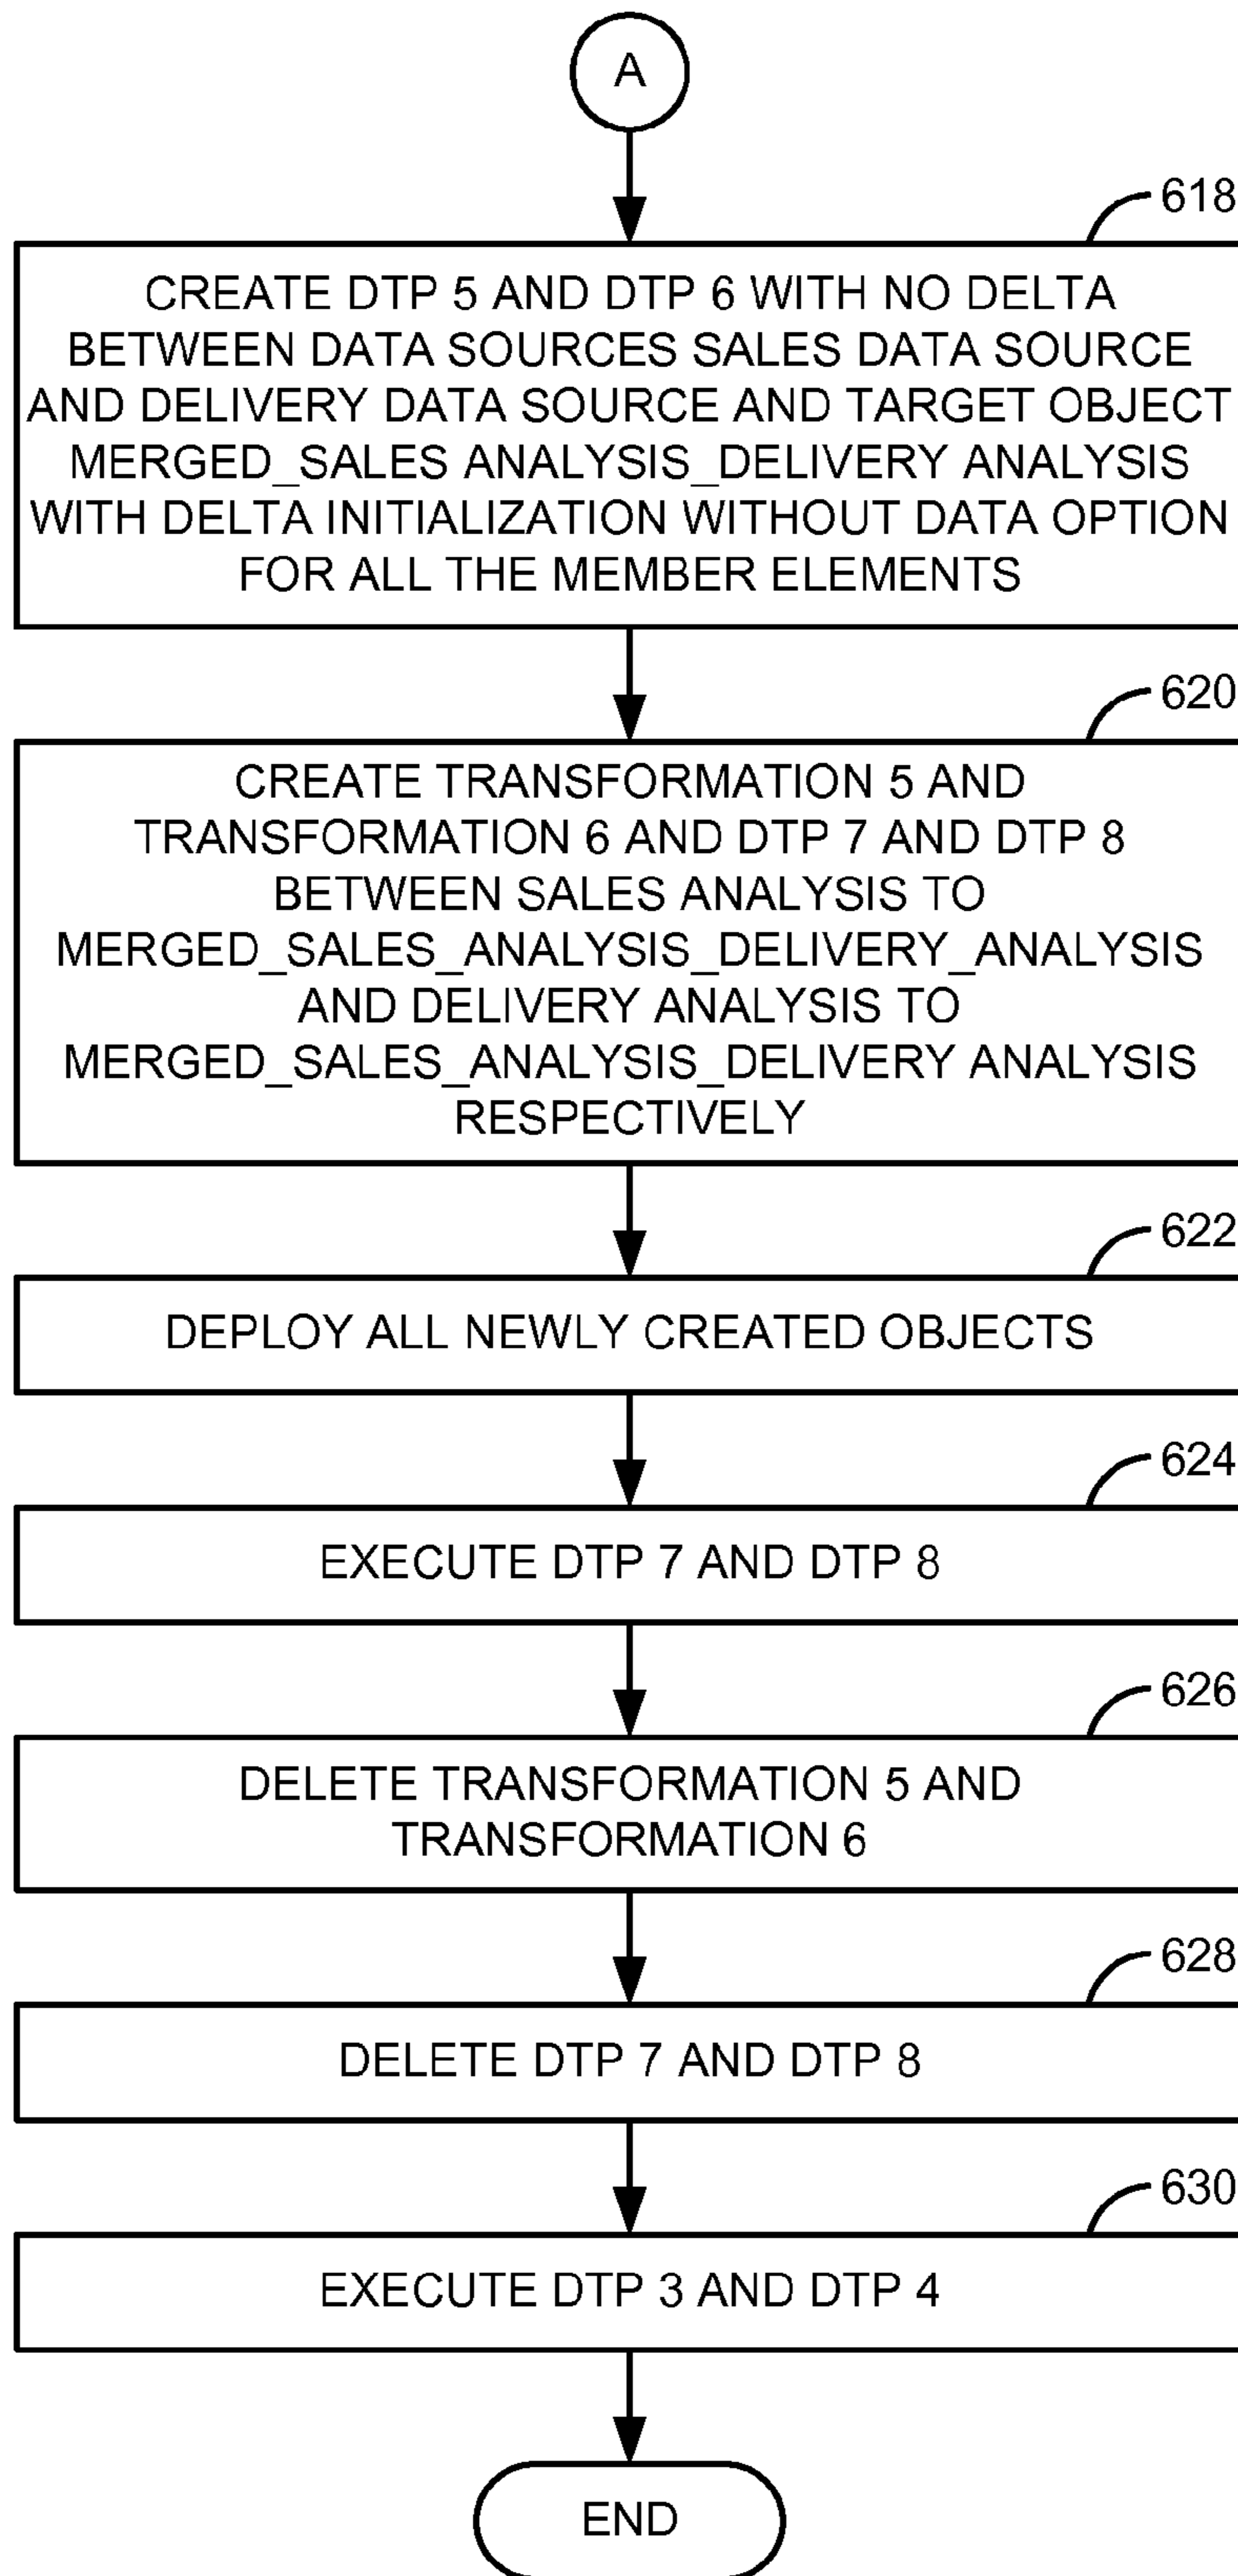 A
618
CREATE DTP 5 AND DTP 6 WITH NO DELTA
BETWEEN DATA SOURCES SALES DATA SOURCE
AND DELIVERY DATA SOURCE AND TARGET OBJECT
MERGED_SALES ANALYSIS_DELIVERY ANALYSIS
WITH DELTA INITIALIZATION WITHOUT DATA OPTION
FOR ALL THE MEMBER ELEMENTS
620
CREATE TRANSFORMATION 5 AND
TRANSFORMATION 6 AND DTP 7 AND DTP 8
BETWEEN SALES ANALYSIS TO
MERGED_SALES_ANALYSIS_DELIVERY_ANALYSIS
AND DELIVERY ANALYSIS TO
MERGED_SALES_ANALYSIS_DELIVERY ANALYSIS
RESPECTIVELY
622
DEPLOY ALL NEWLY CREATED OBJECTS
624
EXECUTE DTP 7 AND DTP 8
626
DELETE TRANSFORMATION 5 AND
TRANSFORMATION 6
628
DELETE DTP 7 AND DTP 8
630
EXECUTE DTP 3 AND DTP 4
END